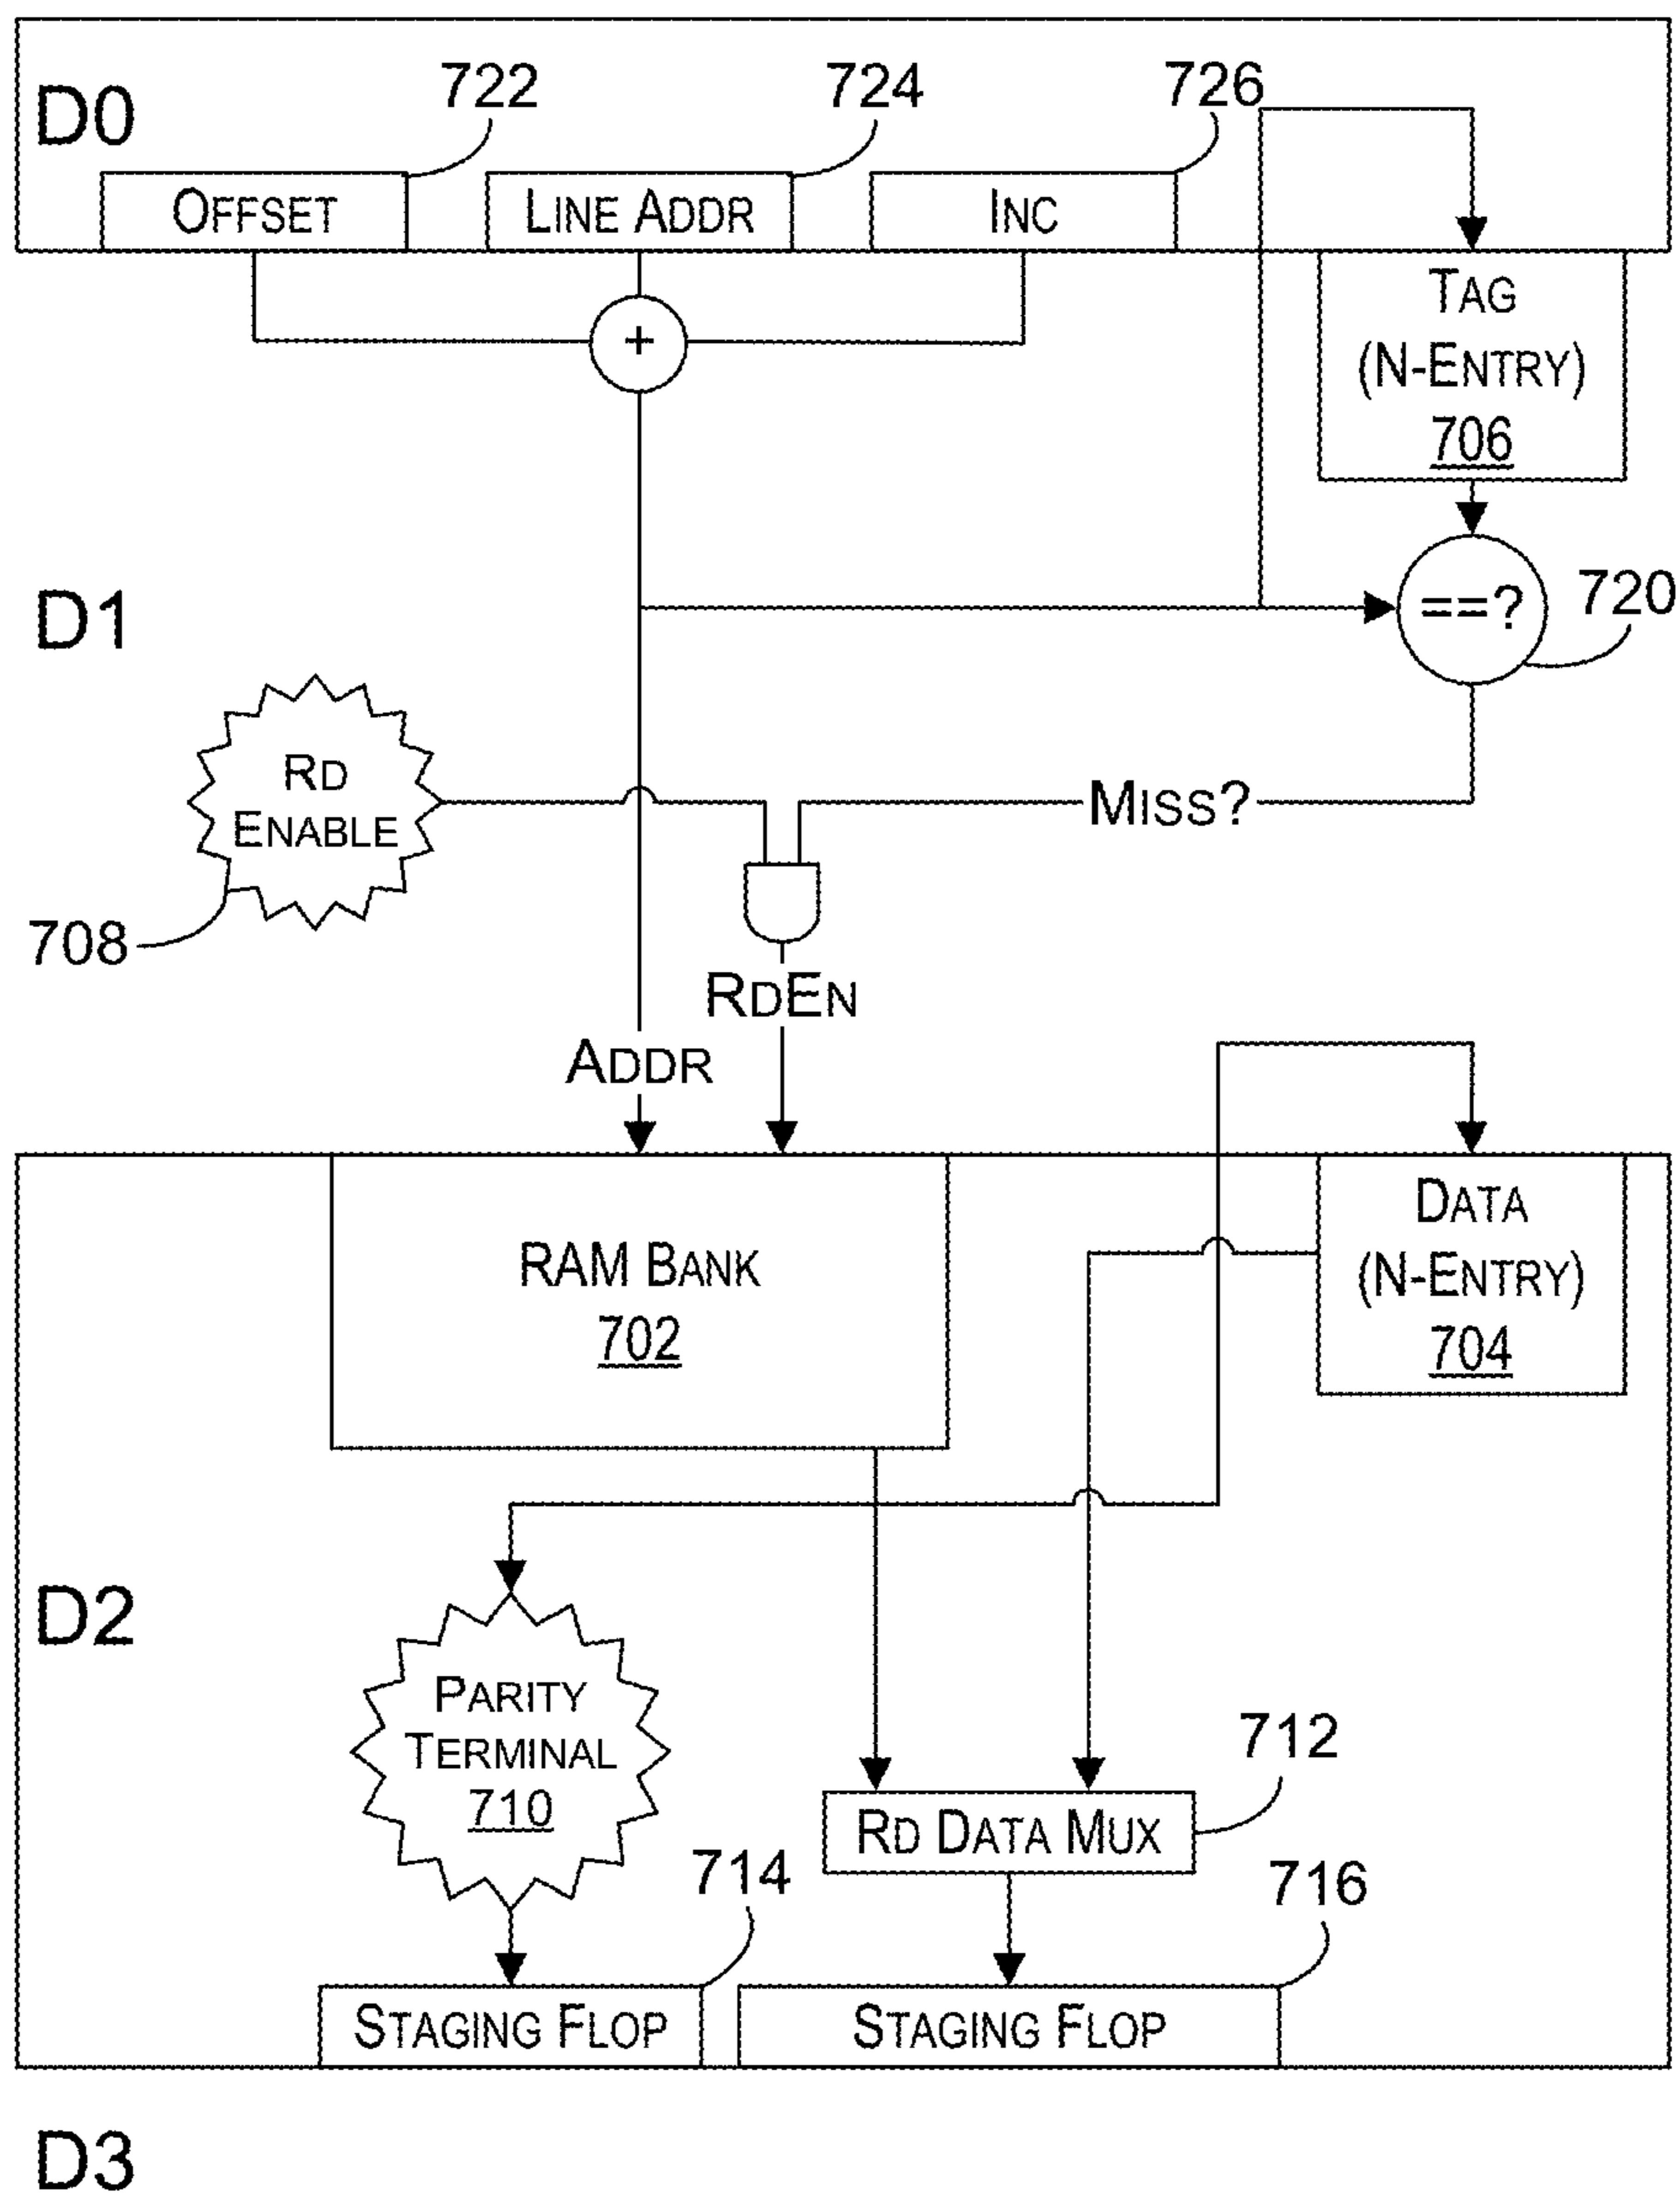 722 724 726
D0
OFFSET LINE ADDR INC
+
TAG
(N-ENTRY)
706
D1
==? 720
RD
ENABLE
MISS?
708
RDEN
ADDR
RAM BANK
702
DATA
(N-ENTRY)
704
D2
PARITY
TERMINAL
710
712
RD DATA MUX
714 716
STAGING FLOP STAGING FLOP
D3